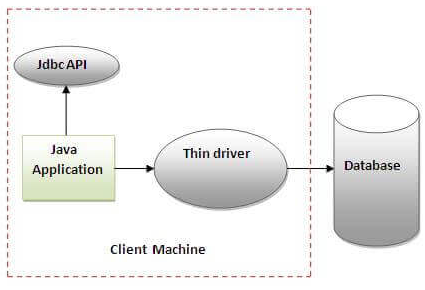 Jdbc API
Java
Application
Thin driver
Database
Client Machine